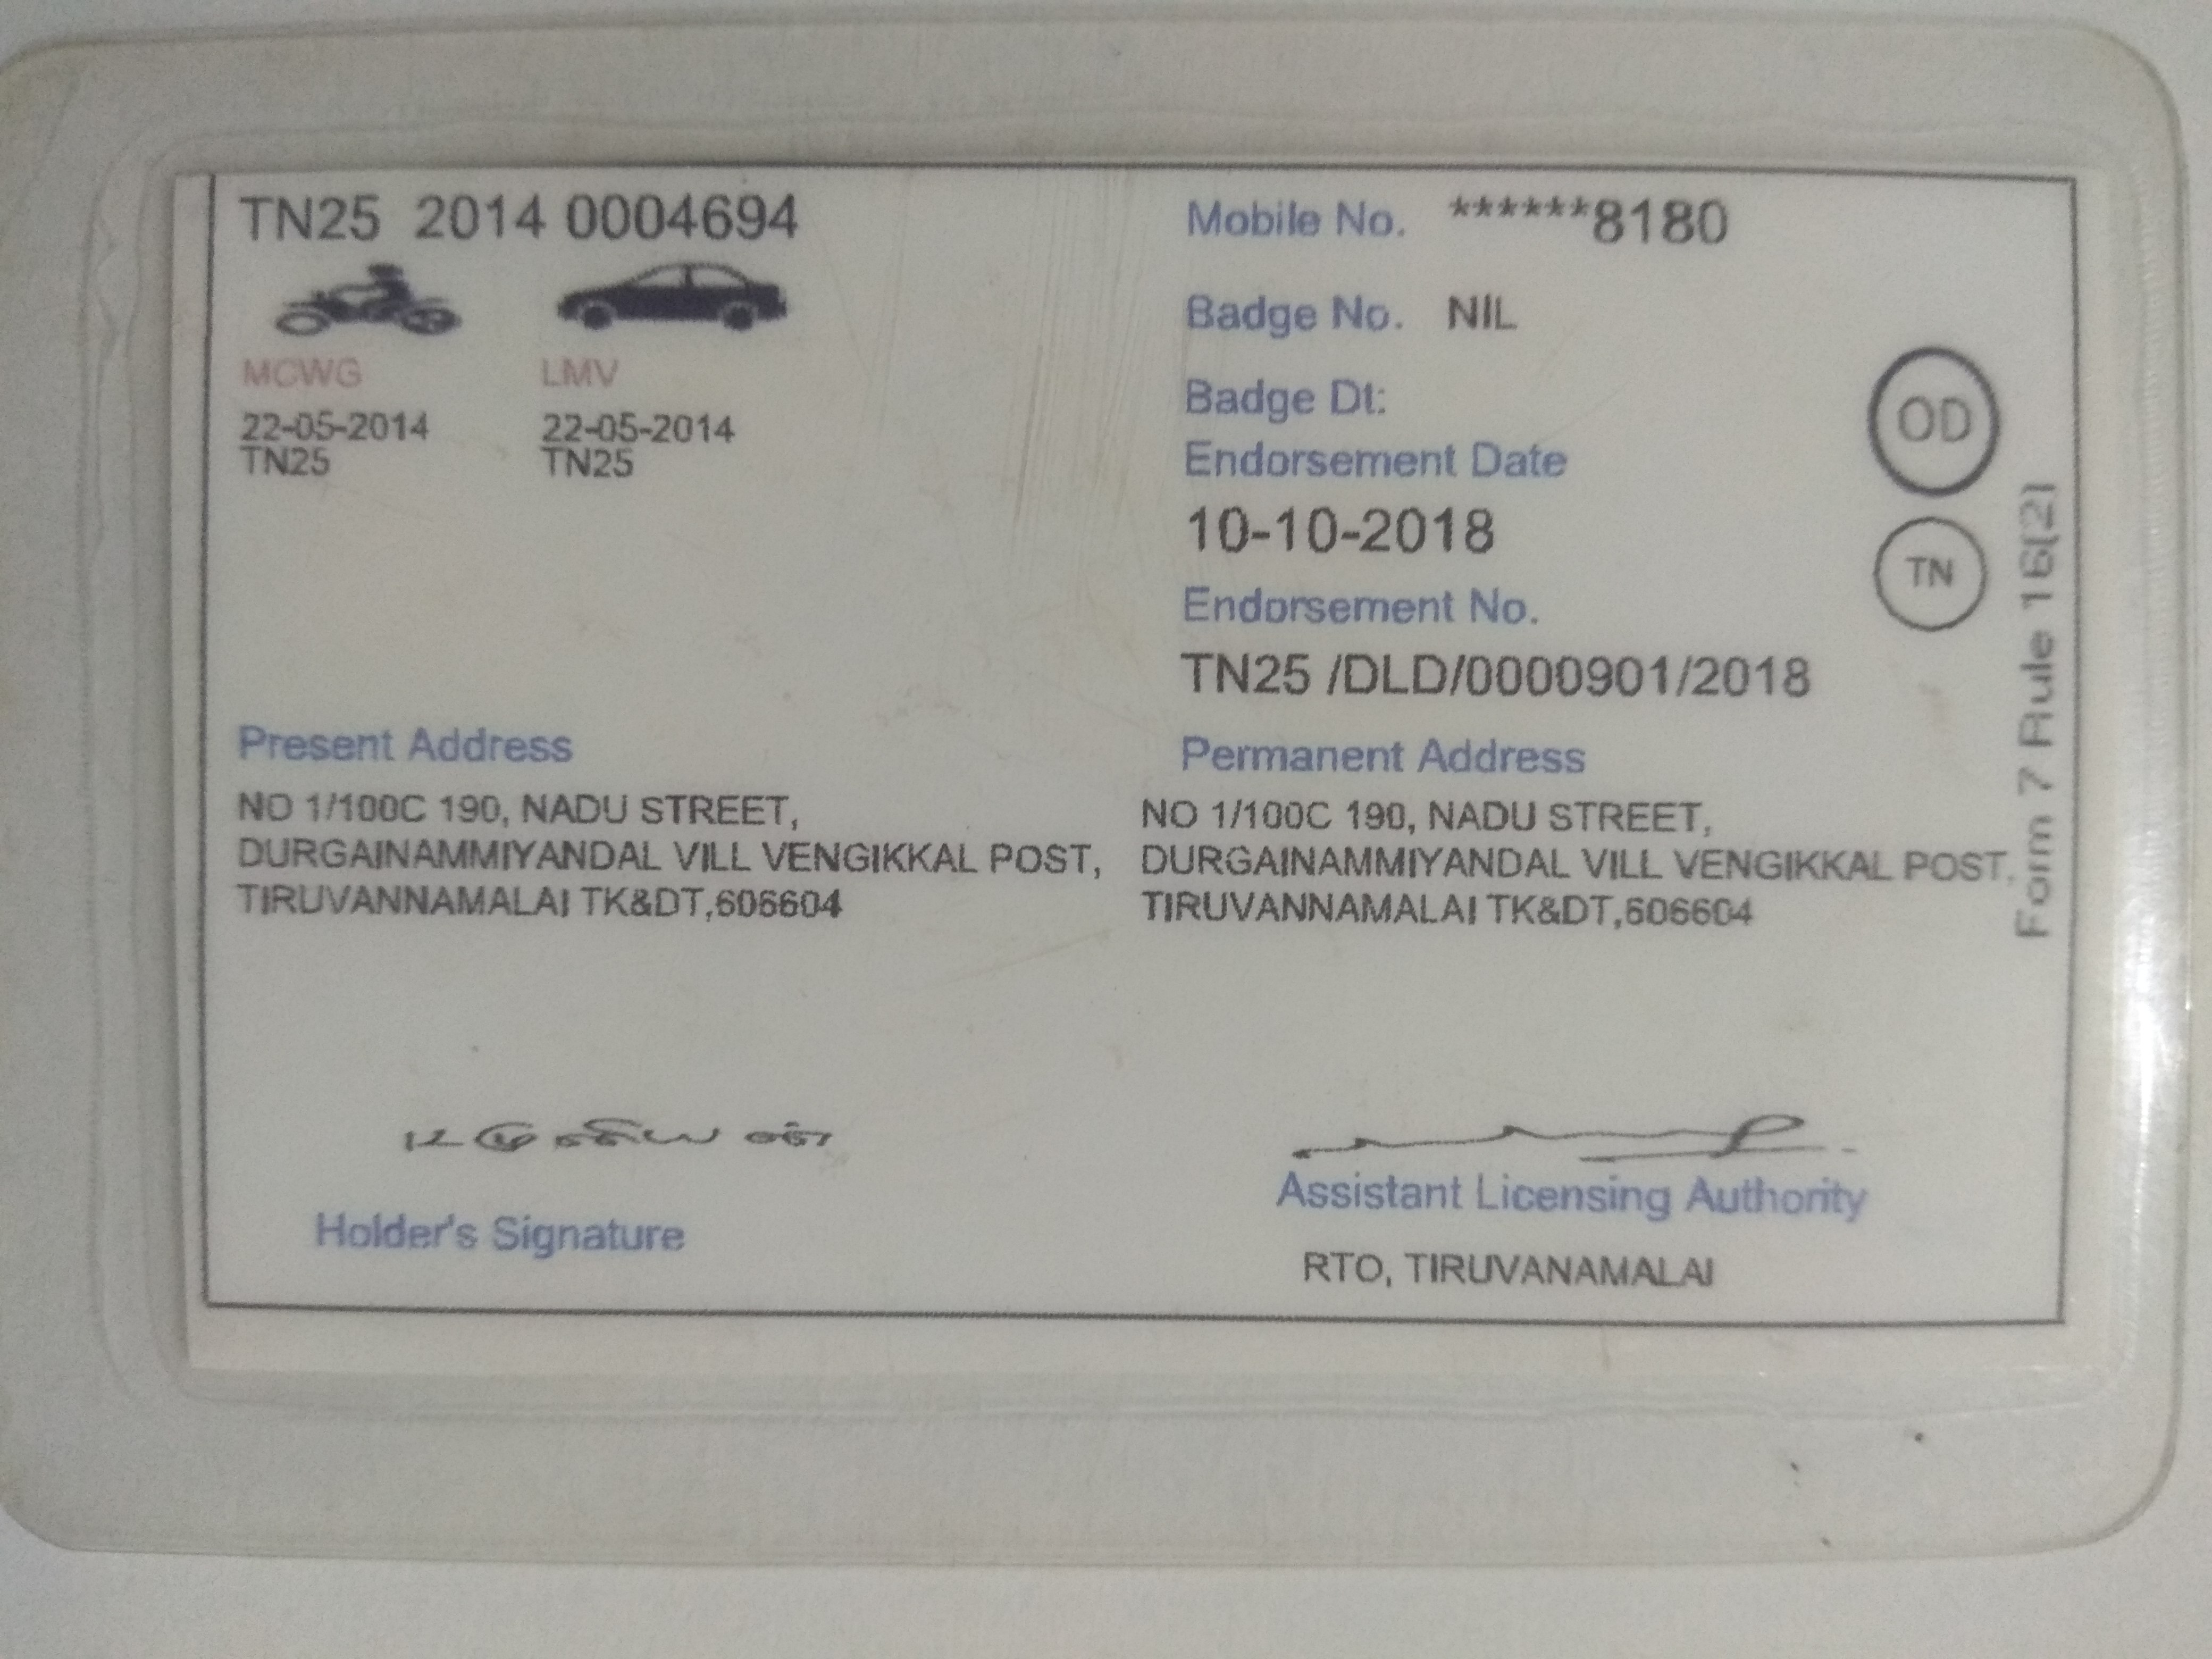 TN25 2014 0004694
MCWG LMV
22-05-2014 22-05-2014
TN25 TN25
Mobile No. ******8180
Badge No. NIL
Badge Dt:
Endorsement Date
10-10-2018
Endorsement No.
TN25 /DLD/0000901/2018
OD
TN
Form 7 Rule 16(2)
Present Address
NO 1/100C 190, NADU STREET,
DURGAINAMMIYANDAL VILL VENGIKKAL POST,
TIRUVANNAMALAI TK&DT,606604
Permanent Address
NO 1/100C 190, NADU STREET,
DURGAINAMMIYANDAL VILL VENGIKKAL POST,
TIRUVANNAMALAI TK&DT,606604
Holder's Signature
Assistant Licensing Authority
RTO, TIRUVANAMALAI